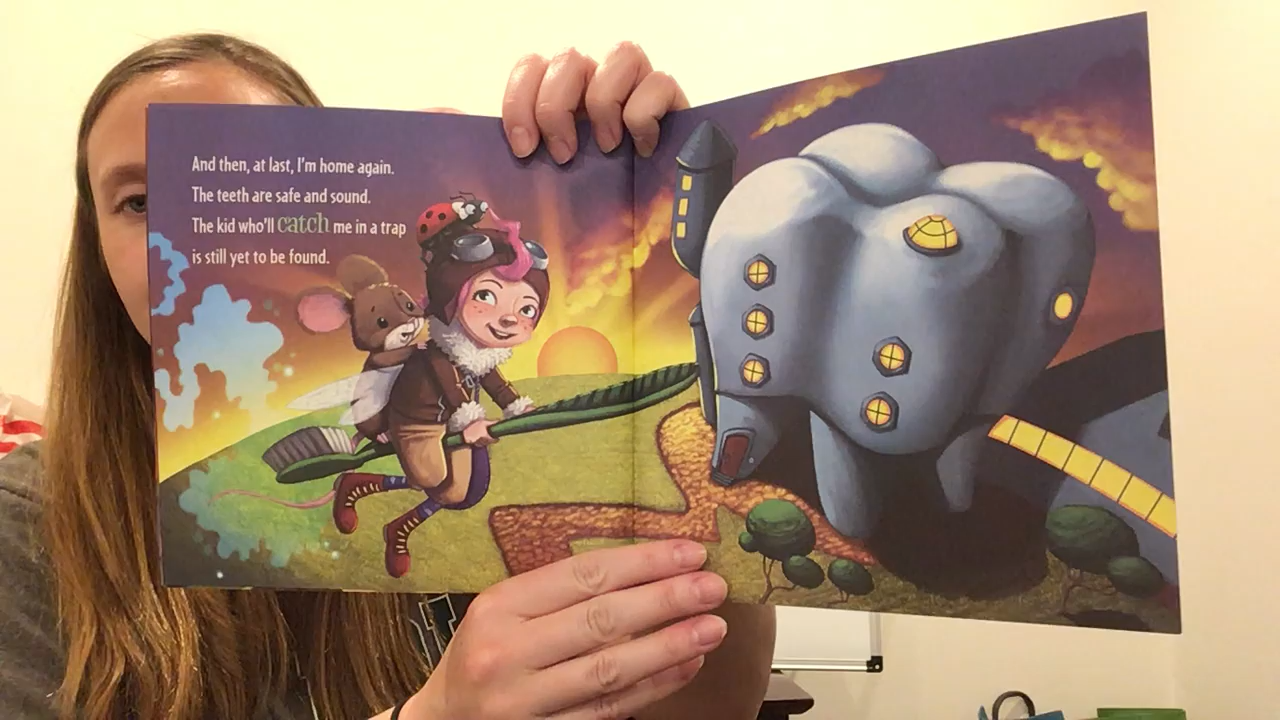 And then, at last, I'm home again.
The teeth are safe and sound.
The kid who'll catch me in a trap
is still yet to be found.